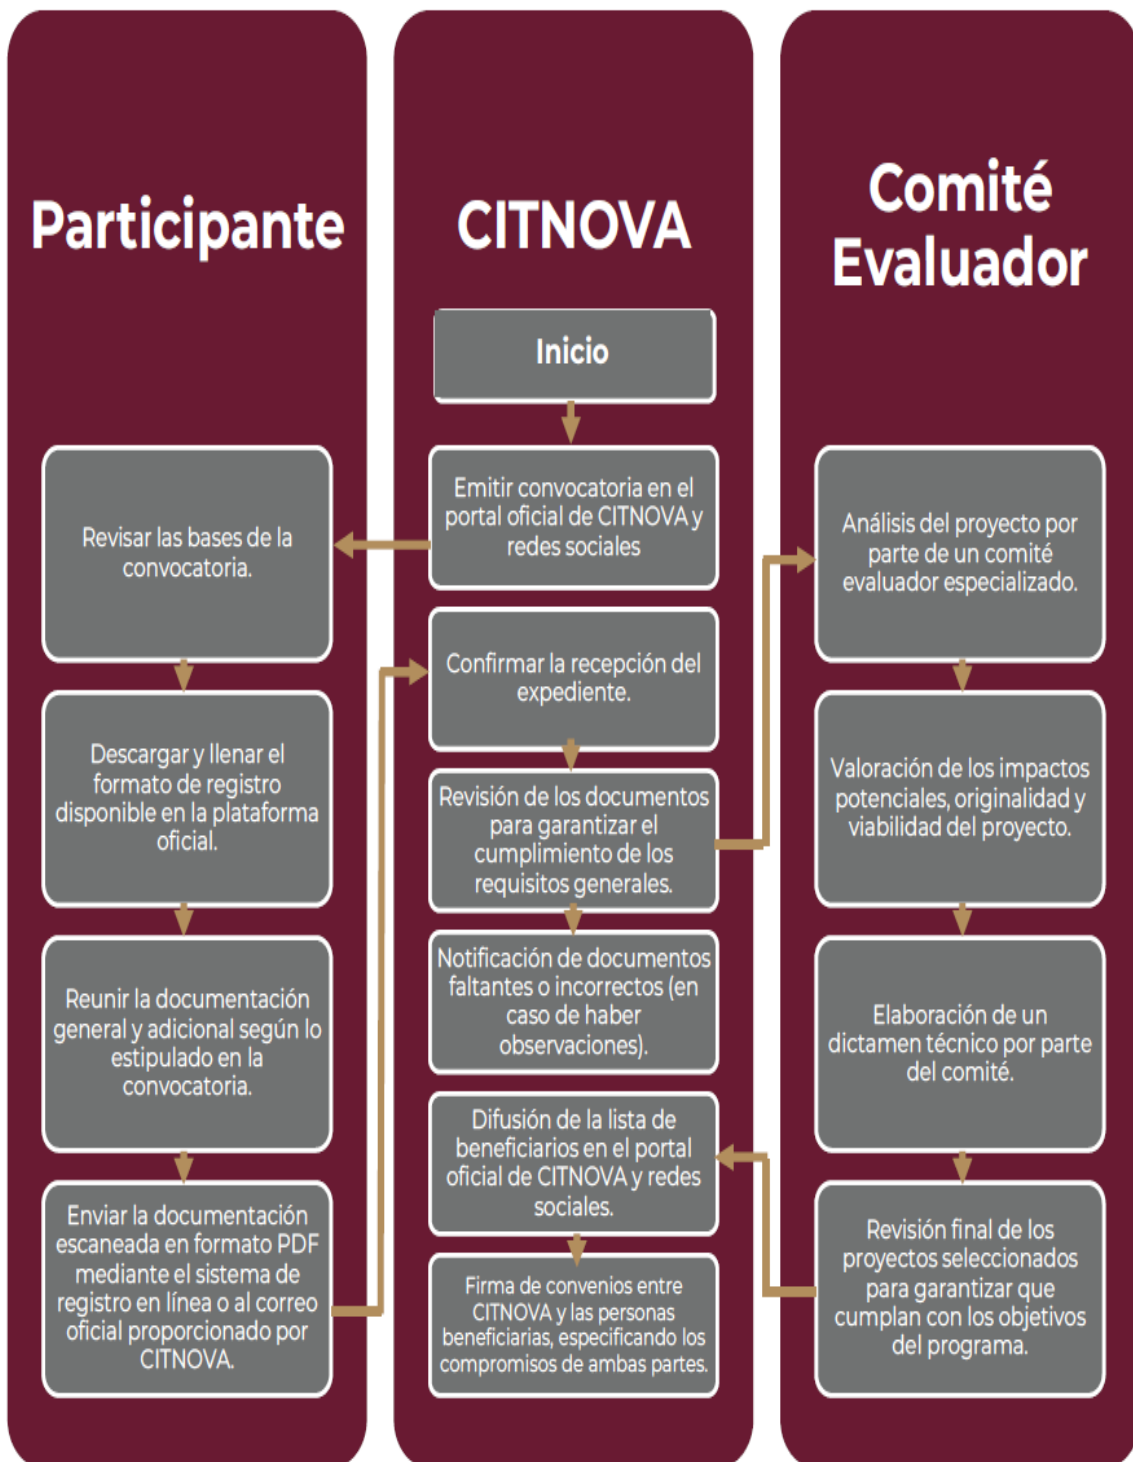 Participante
Revisar las bases de la
convocatoria.
Descargar y llenar el
formato de registro
disponible en la plataforma
oficial.
Reunir la documentación
general y adicional según lo
estipulado en la
convocatoria.
Enviar la documentación
escaneada en formato PDF
mediante el sistema de
registro en línea o al correo
oficial proporcionado por
CITNOVA.
CITNOVA
Inicio
Emitir convocatoria en el
portal oficial de CITNOVA y
redes sociales
Confirmar la recepción del
expediente.
Revisión de los documentos
para garantizar el
cumplimiento de los
requisitos generales.
Notificación de documentos
faltantes o incorrectos (en
caso de haber
observaciones).
Difusión de la lista de
beneficiarios en el portal
oficial de CITNOVA y redes
sociales.
Firma de convenios entre
CITNOVA y las personas
beneficiarias, especificando los
compromisos de ambas partes.
Comité
Evaluador
Análisis del proyecto por
parte de un comité
evaluador especializado.
Valoración de los impactos
potenciales, originalidad y
viabilidad del proyecto.
Elaboración de un
dictamen técnico por parte
del comité.
Revisión final de los
proyectos seleccionados
para garantizar que
cumplan con los objetivos
del programa.